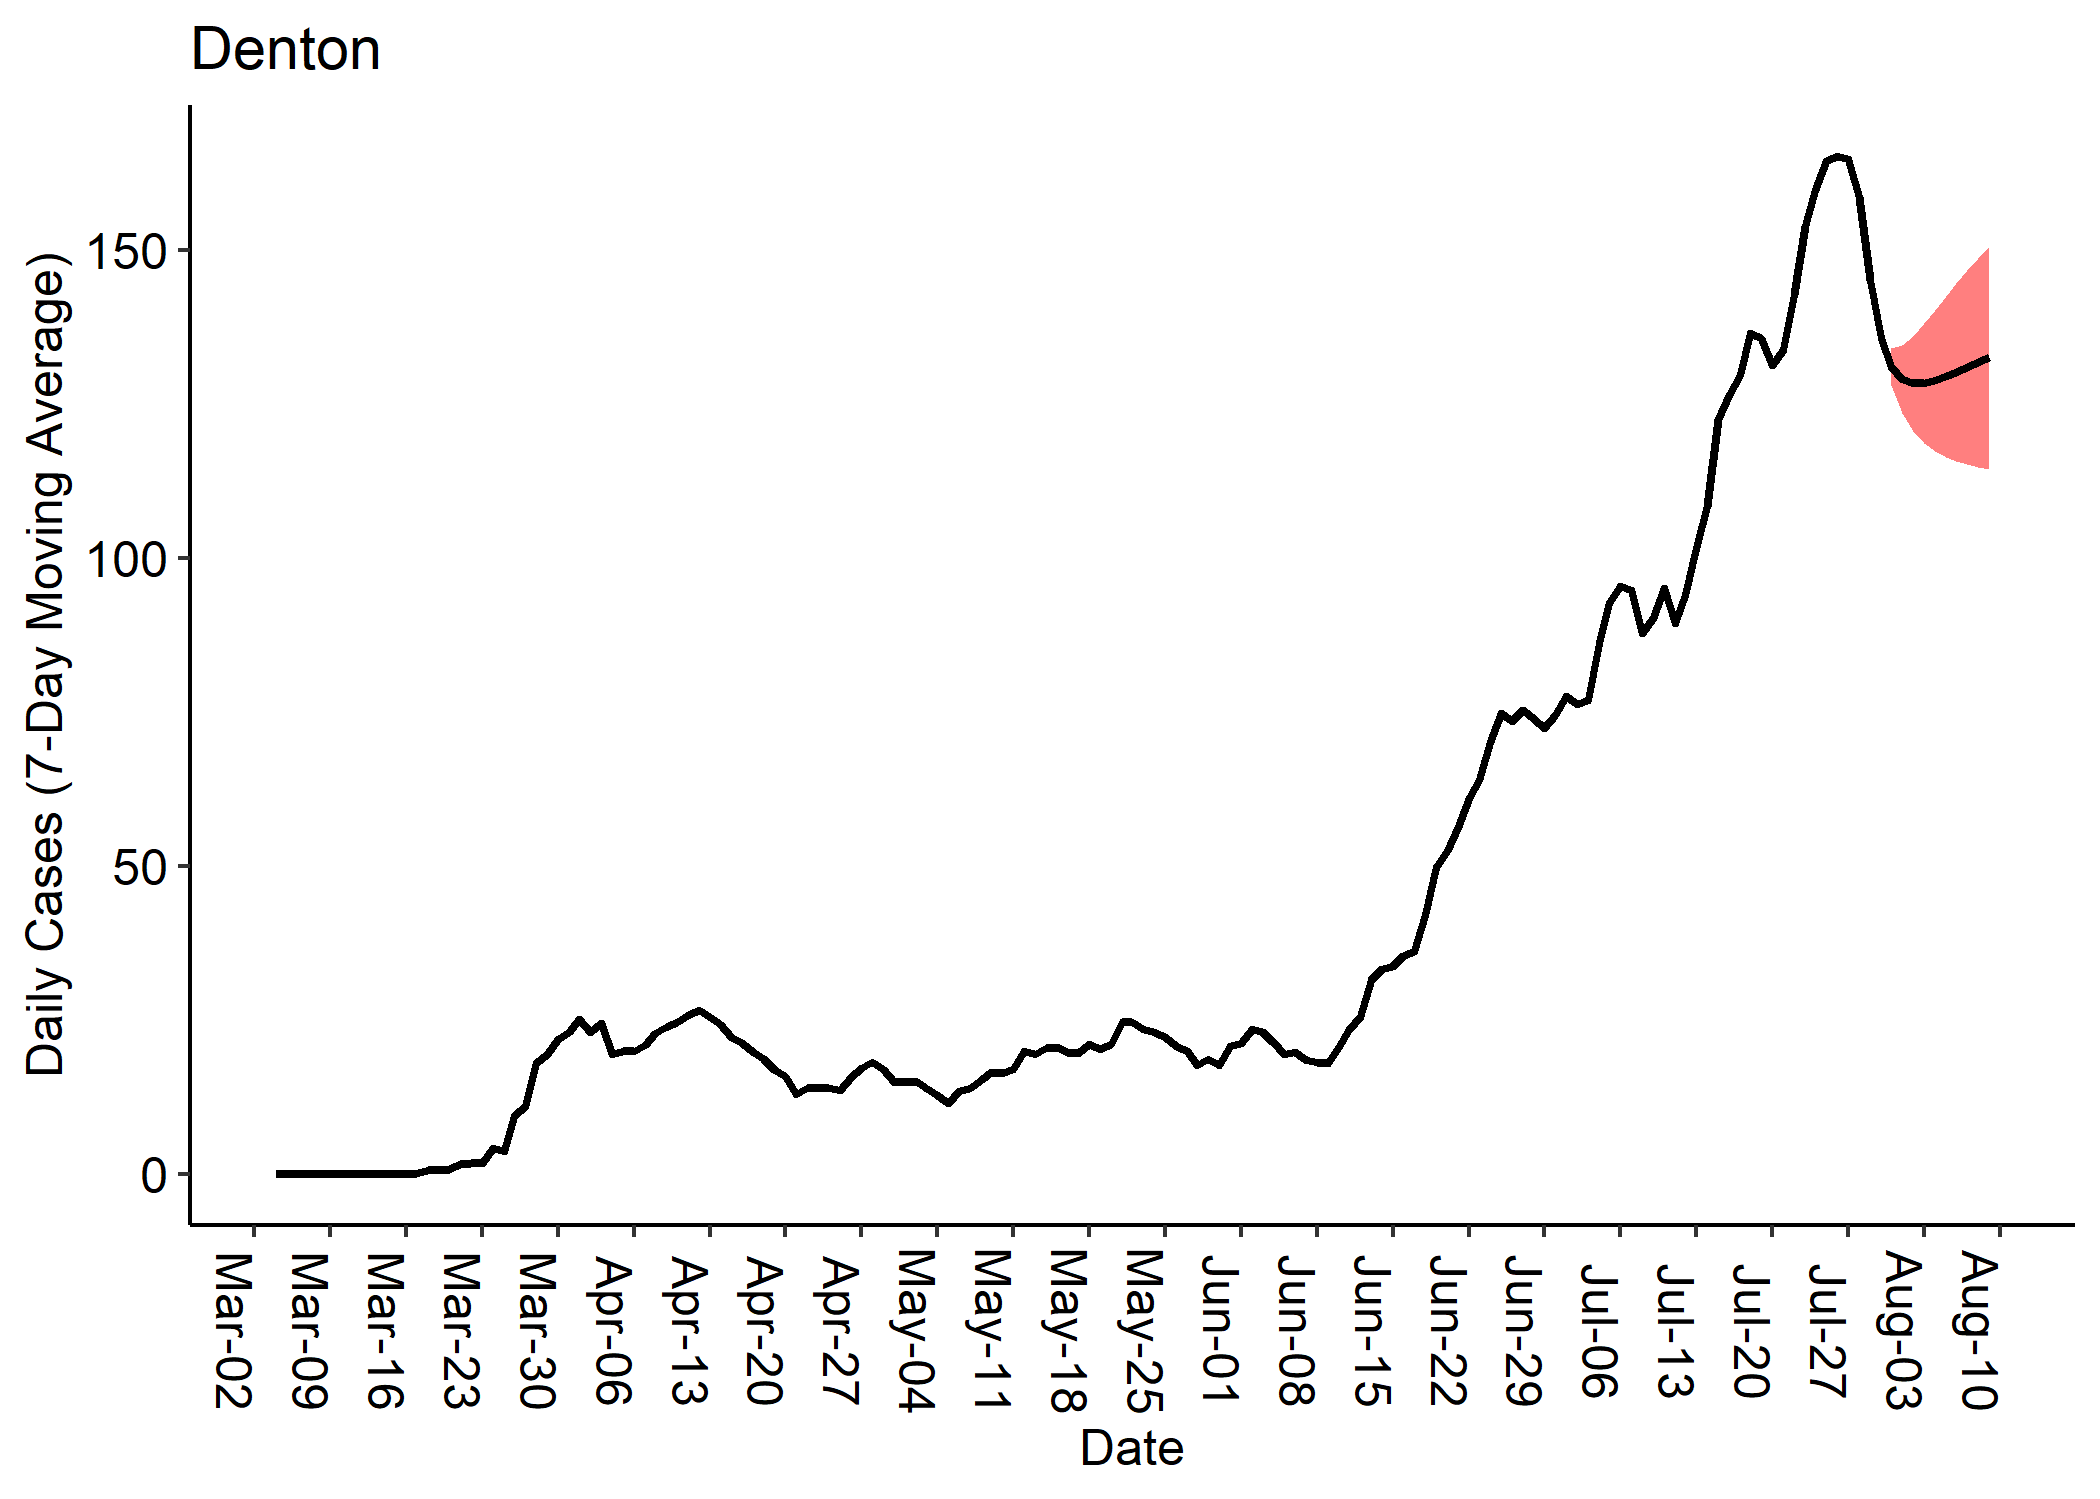 Denton
Daily Cases (7-Day Moving Average)
150
100
50
0
Mar-02
Mar-09
Mar-16
Mar-23
Mar-30
Apr-06
Apr-13
Apr-20
Apr-27
May-04
May-11
May-18
May-25
Jun-01
Jun-08
Jun-15
Jun-22
Jun-29
Jul-06
Jul-13
Jul-20
Jul-27
Aug-03
Aug-10
Date